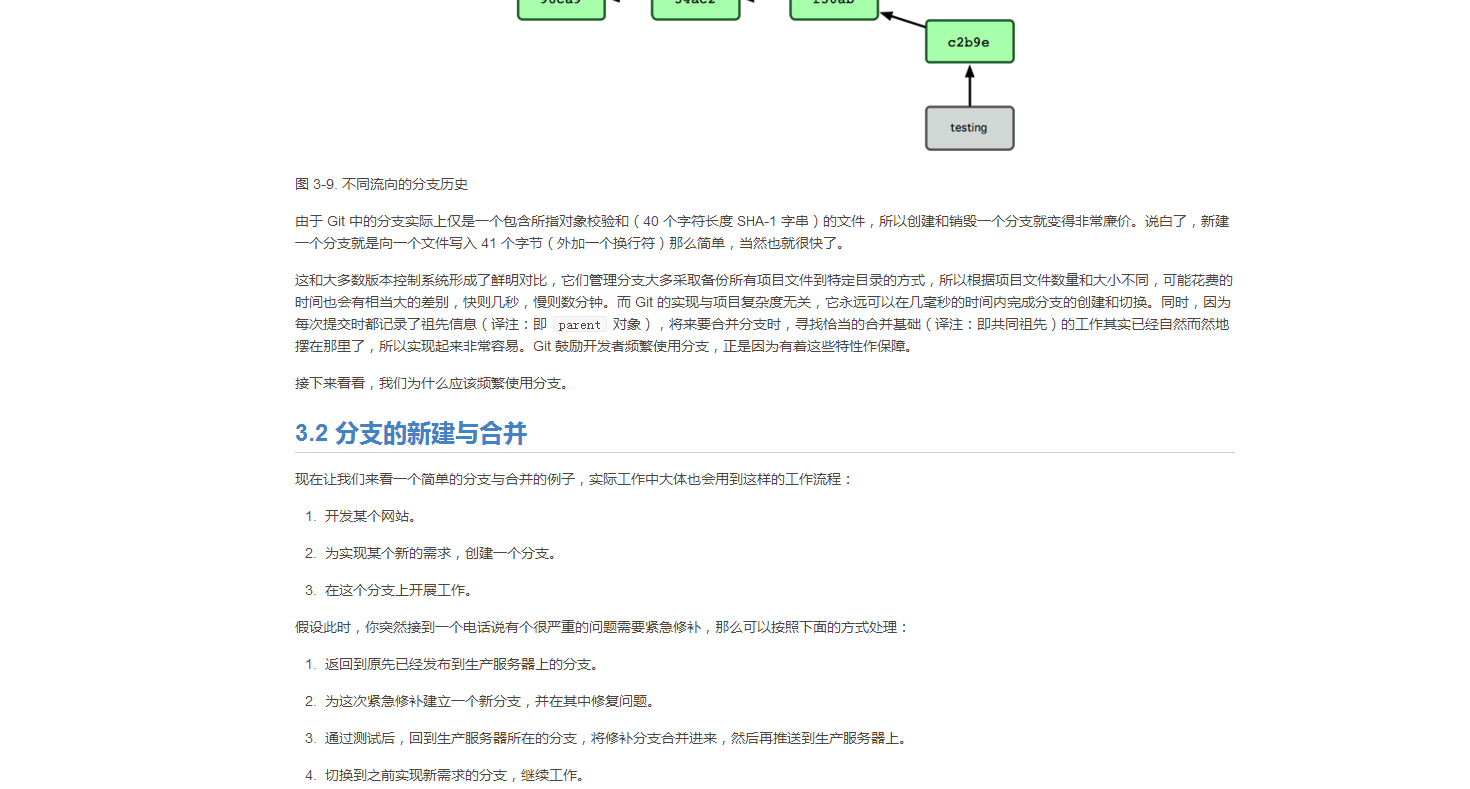 c2b9e
testing
图 3-9. 不同流向的分支历史
由于 Git 中的分支实际上仅是一个包含所指对象校验和（40 个字符长度 SHA-1 字串）的文件，所以创建和销毁一个分支就变得非常廉价。说白了，新建
一个分支就是向一个文件写入 41 个字节（外加一个换行符）那么简单，当然也就很快了。
这和大多数版本控制系统形成了鲜明对比，它们管理分支大多采取备份所有项目文件到特定目录的方式，所以根据项目文件数量和大小不同，可能花费的
时间也会有相当大的差别，快则几秒，慢则数分钟。而 Git 的实现与项目复杂度无关，它永远可以在几毫秒的时间内完成分支的创建和切换。同时，因为
每次提交时都记录了祖先信息（译注：即 parent 对象），将来要合并分支时，寻找恰当的合并基础（译注：即共同祖先）的工作其实已经自然而然地
摆在那里了，所以实现起来非常容易。Git 鼓励开发者频繁使用分支，正是因为有着这些特性作保障。
接下来看看，我们为什么应该频繁使用分支。
3.2 分支的新建与合并
现在让我们来看一个简单的分支与合并的例子，实际工作中大体也会用到这样的工作流程：
1. 开发某个网站。
2. 为实现某个新的需求，创建一个分支。
3. 在这个分支上开展工作。
假设此时，你突然接到一个电话说有个很严重的问题需要紧急修补，那么可以按照下面的方式处理：
1. 返回到原先已经发布到生产服务器上的分支。
2. 为这次紧急修补建立一个新分支，并在其中修复问题。
3. 通过测试后，回到生产服务器所在的分支，将修补分支合并进来，然后再推送到生产服务器上。
4. 切换到之前实现新需求的分支，继续工作。